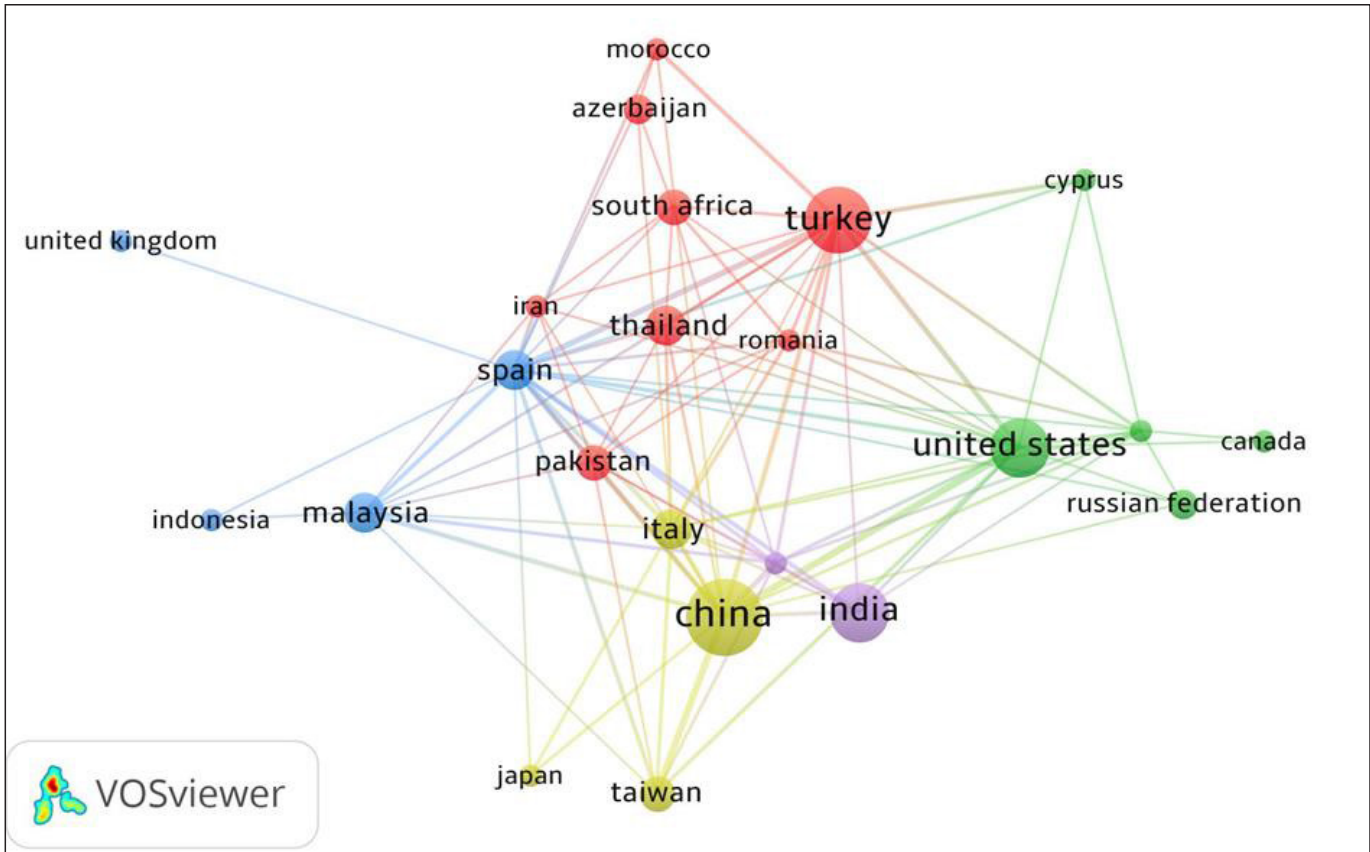 morocco
azerbaijan
cyprus
south africa
turkey
united kingdom
iran
thailand
romania
spain
united states
canada
pakistan
russian federation
malaysia
indonesia
italy
china
india
japan
taiwan
VOSviewer